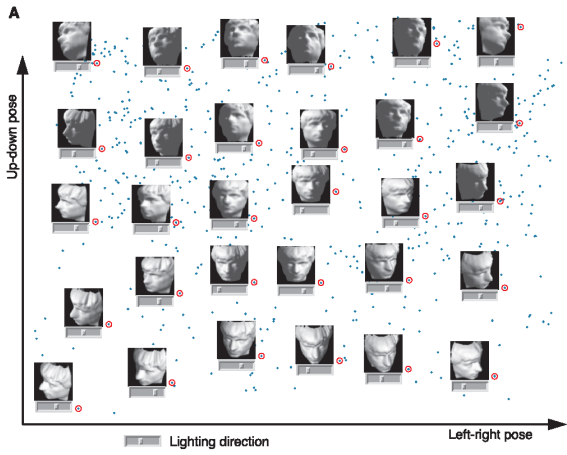 A
Up-down pose
Left-right pose
Lighting direction